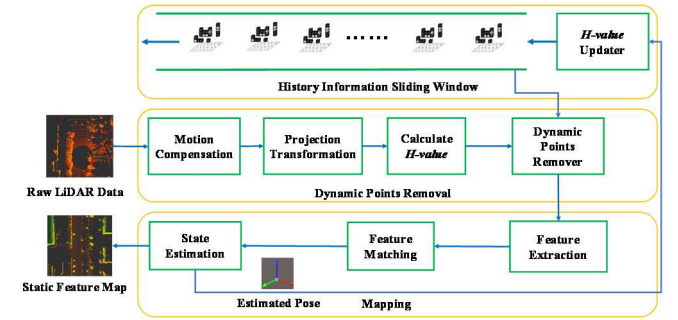 H-value
Updater
History Information Sliding Window
Motion
Compensation
Projection
Transformation
Calculate
H-value
Dynamic
Points
Remover
Raw LiDAR Data
Dynamic Points Removal
State
Estimation
Feature
Matching
Feature
Extraction
Static Feature Map
Estimated Pose
Mapping